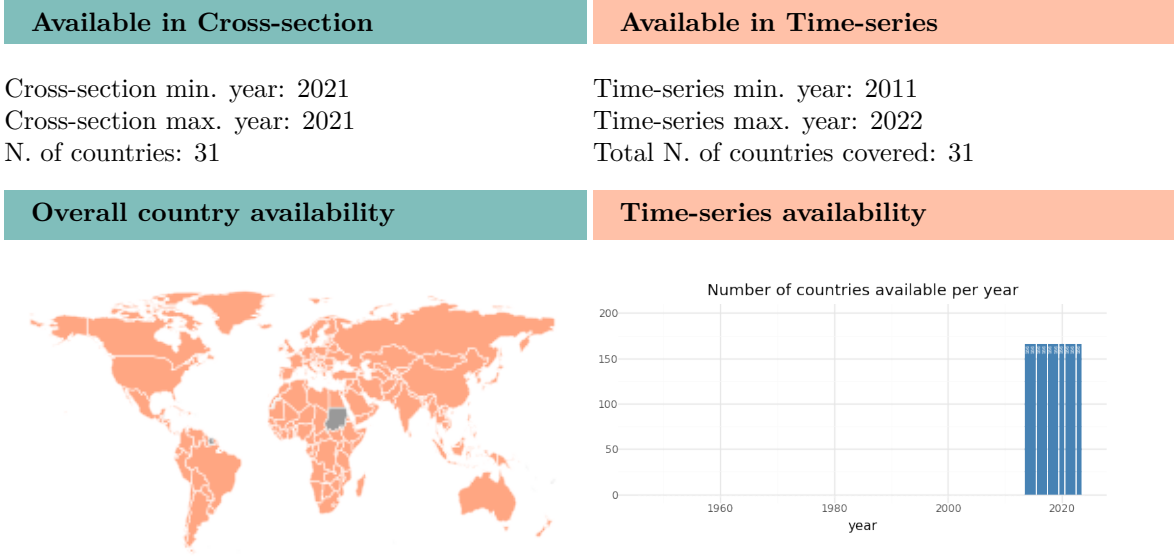 Available in Cross-section
Available in Time-series
Cross-section min. year: 2021
Cross-section max. year: 2021
N. of countries: 31
Time-series min. year: 2011
Time-series max. year: 2022
Total N. of countries covered: 31
Overall country availability
Time-series availability
Number of countries available per year
200
150
100
50
0
1960
1980
2000
2020
year